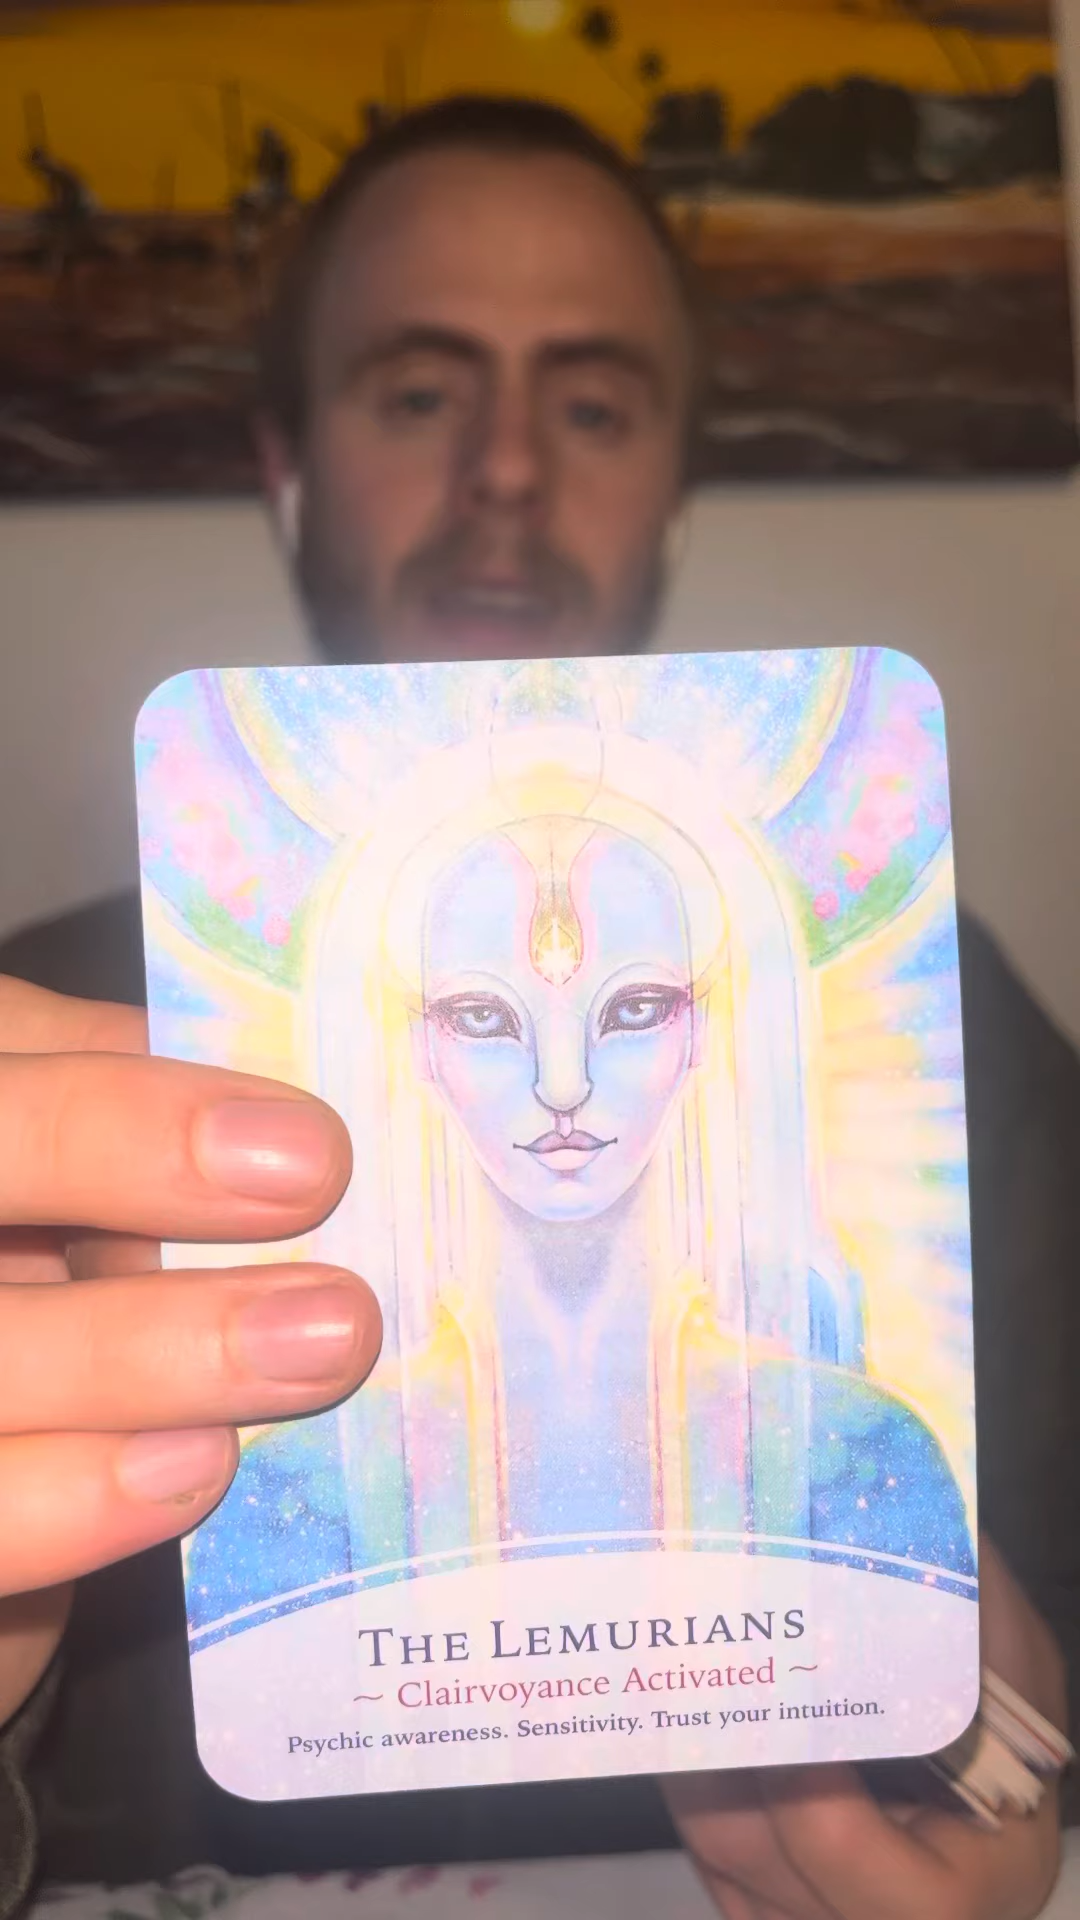 The Lemurians
~ Clairvoyance Activated ~
Psychic awareness. Sensitivity. Trust your intuition.